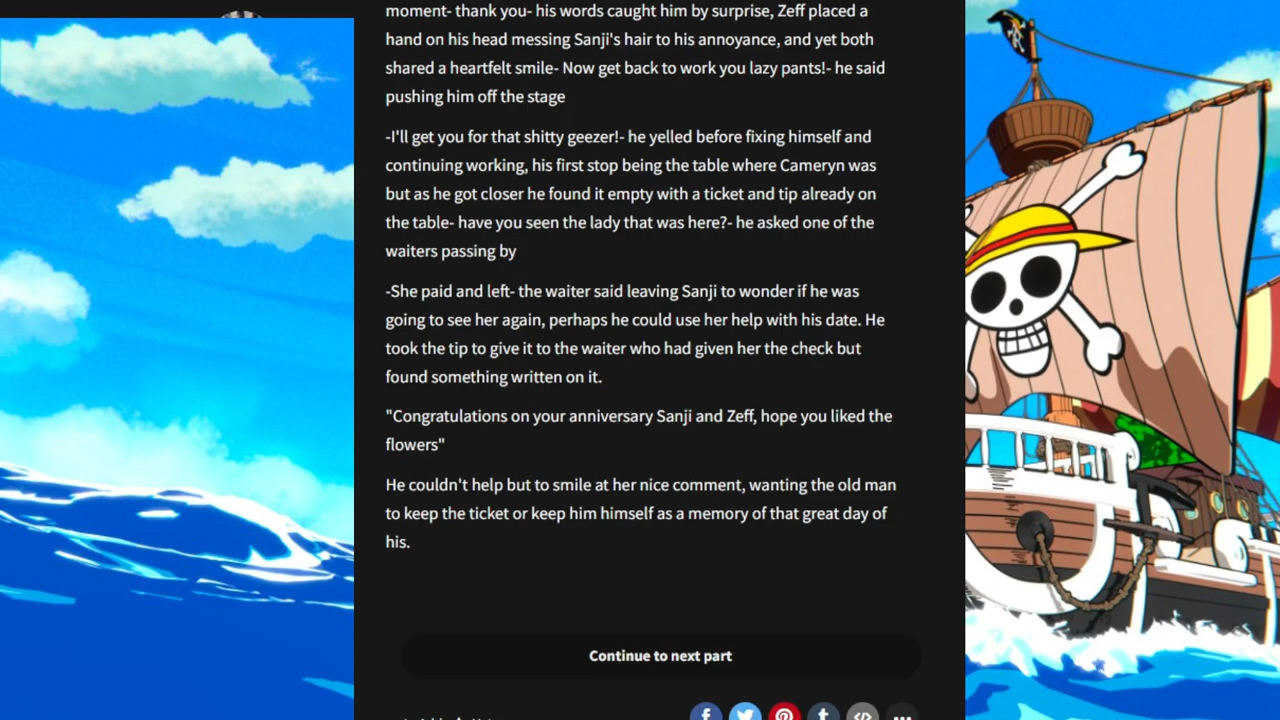 moment- thank you- his words caught him by surprise, Zeff placed a
hand on his head messing Sanji's hair to his annoyance, and yet both
shared a heartfelt smile- Now get back to work you lazy pants!- he said
pushing him off the stage
-I'll get you for that shitty geezer!- he yelled before fixing himself and
continuing working, his first stop being the table where Cameryn was
but as he got closer he found it empty with a ticket and tip already on
the table- have you seen the lady that was here?- he asked one of the
waiters passing by
-She paid and left- the waiter said leaving Sanji to wonder if he was
going to see her again, perhaps he could use her help with his date. He
took the tip to give it to the waiter who had given her the check but
found something written on it.
"Congratulations on your anniversary Sanji and Zeff, hope you liked the
flowers"
He couldn't help but to smile at her nice comment, wanting the old man
to keep the ticket or keep him himself as a memory of that great day of
his.
Continue to next part